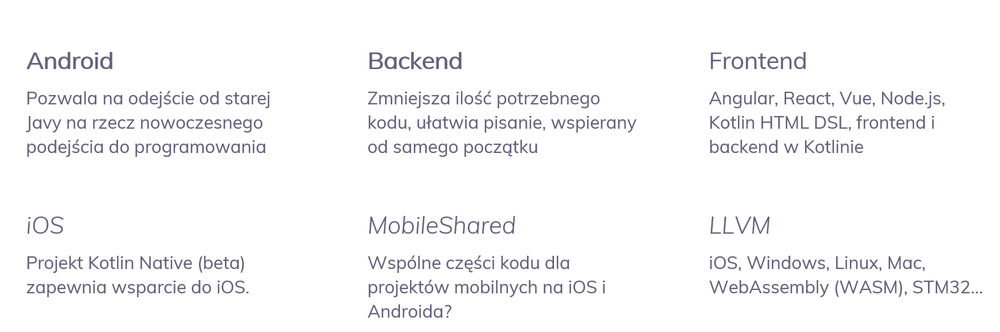 Android
Pozwala na odejście od starej
Javy na rzecz nowoczesnego
podejścia do programowania
Backend
Zmniejsza ilość potrzebnego
kodu, ułatwia pisanie, wspierany
od samego początku
Frontend
Angular, React, Vue, Node.js,
Kotlin HTML DSL, frontend i
backend w Kotlinie
iOS
Projekt Kotlin Native (beta)
zapewnia wsparcie do iOS.
MobileShared
Wspólne części kodu dla
projektów mobilnych na iOS i
Androida?
LLVM
iOS, Windows, Linux, Mac,
WebAssembly (WASM), STM32...